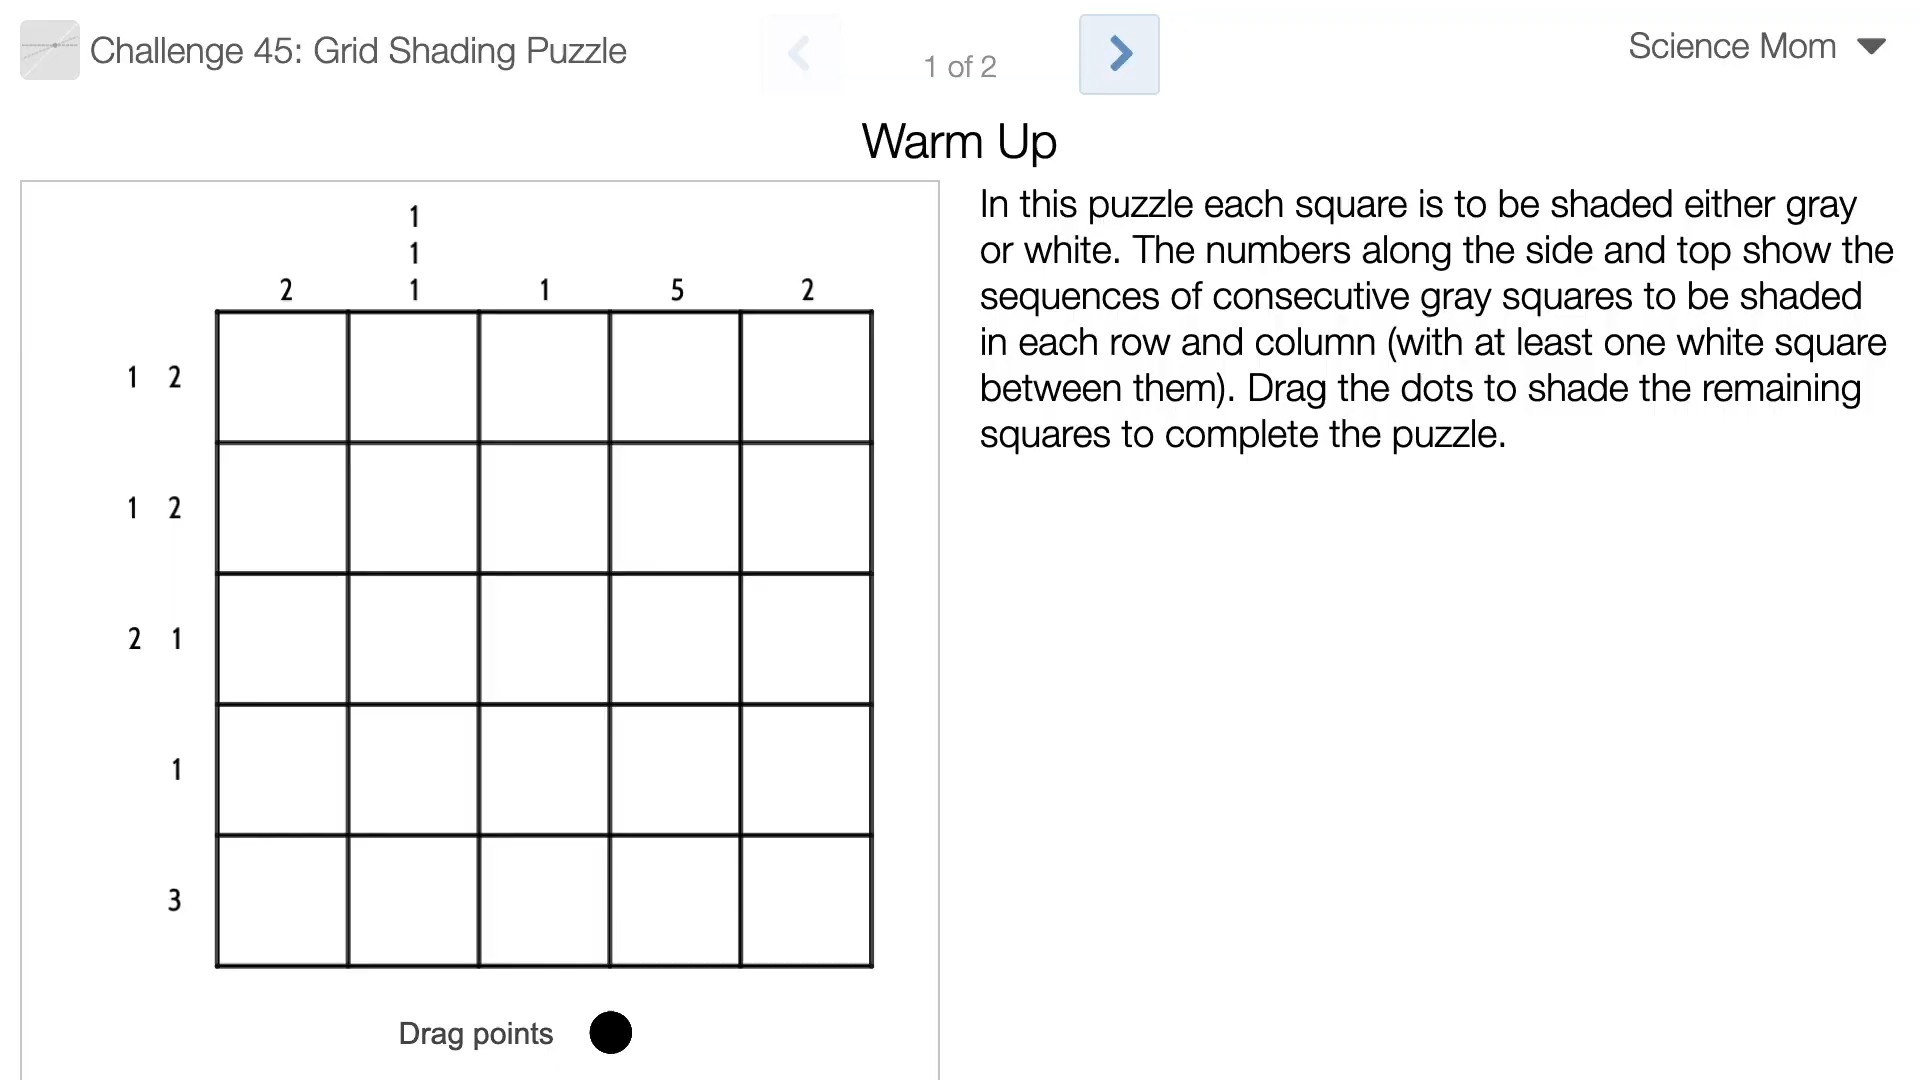 Challenge 45: Grid Shading Puzzle
1 of 2
Science Mom
Warm Up
1
1
2 1 1 5 2
1 2
1 2
2 1
1
3
Drag points
In this puzzle each square is to be shaded either gray
or white. The numbers along the side and top show the
sequences of consecutive gray squares to be shaded
in each row and column (with at least one white square
between them). Drag the dots to shade the remaining
squares to complete the puzzle.